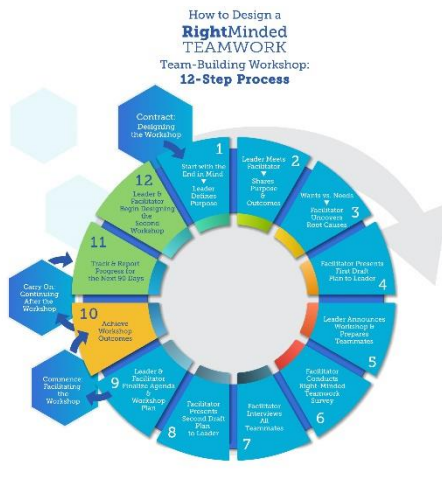 How to Design a
RightMinded
TEAMWORK
Team-Building Workshop:
12-Step Process
Contract:
Designing
the Workshop
1
Start with the
End in Mind
Leader
Defines
Purpose
2
Leader Meets
Facilitator
Shares
Purpose
& Outcomes
3
Wants vs. Needs
Facilitator
Uncovers
Root Causes
4
Facilitator Presents
First Draft
Plan to Leader
5
Leader Announces
Workshop &
Prepares
Teammates
6
Facilitator
Conducts
Right-Minded
Teamwork
Survey
7
Facilitator
Interviews
All
Teammates
8
Facilitator
Presents
Second Draft
Plan
to Leader
9
Leader &
Facilitator
Finalize Agenda
& Workshop
Plan
Commence
Facilitating
the
Workshop
10
Achieve
Workshop
Outcomes
Carry On:
Continuing
After the
Workshop
11
Track & Report
Progress for
the Next 90 Days
12
Leader &
Facilitator
Begin Designing
the
Second
Workshop